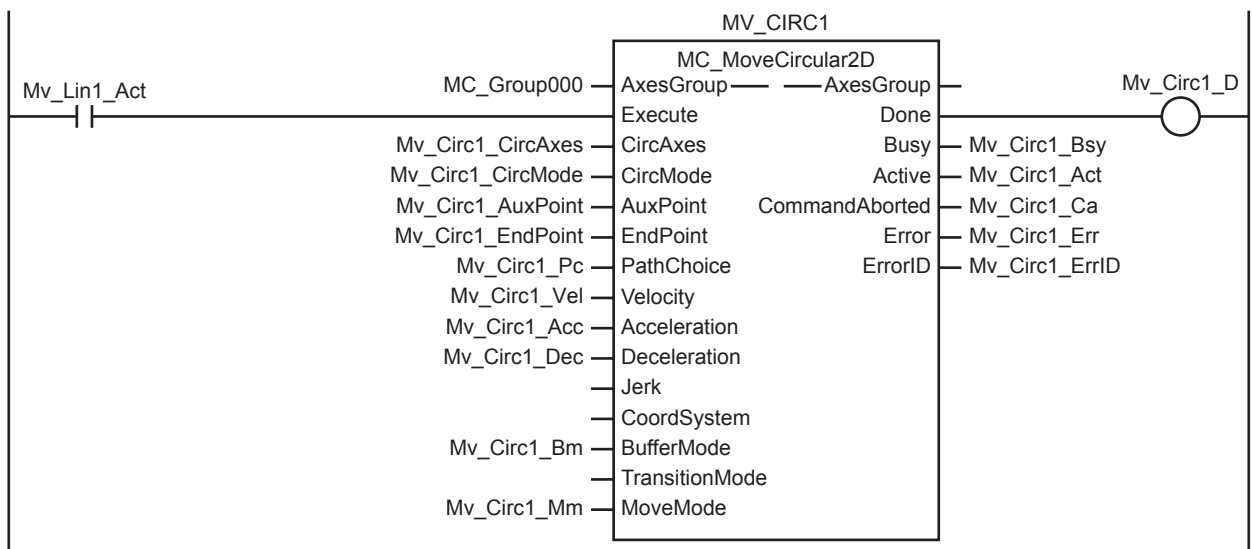 MV_CIRC1
MC_MoveCircular2D
Mv_Lin1_Act MC_Group000 AxesGroup AxesGroup Mv_Circ1_D
Execute Done
Mv_Circ1_CircAxes CircAxes Busy Mv_Circ1_Bsy
Mv_Circ1_CircMode CircMode Active Mv_Circ1_Act
Mv_Circ1_AuxPoint AuxPoint CommandAborted Mv_Circ1_Ca
Mv_Circ1_EndPoint EndPoint Error Mv_Circ1_Err
Mv_Circ1_Pc PathChoice ErrorID Mv_Circ1_ErrID
Mv_Circ1_Vel Velocity
Mv_Circ1_Acc Acceleration
Mv_Circ1_Dec Deceleration
Jerk
CoordSystem
Mv_Circ1_Bm BufferMode
TransitionMode
Mv_Circ1_Mm MoveMode